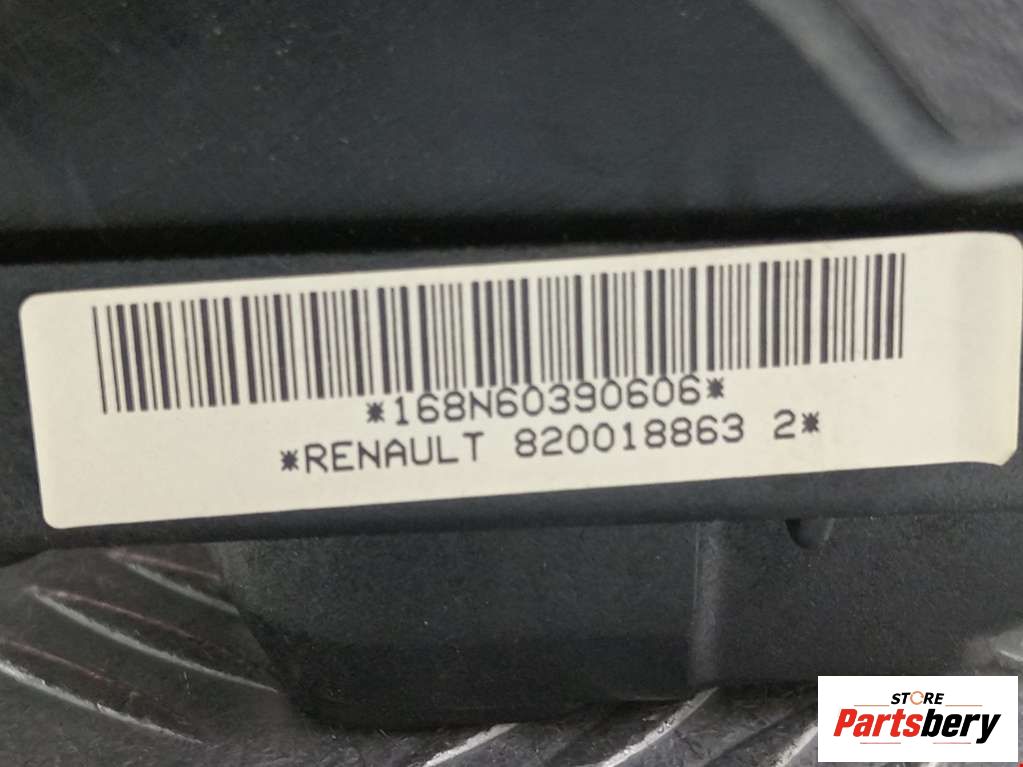 *168N60390606*
*RENAULT 820018863 2*
STORE
Partsbery